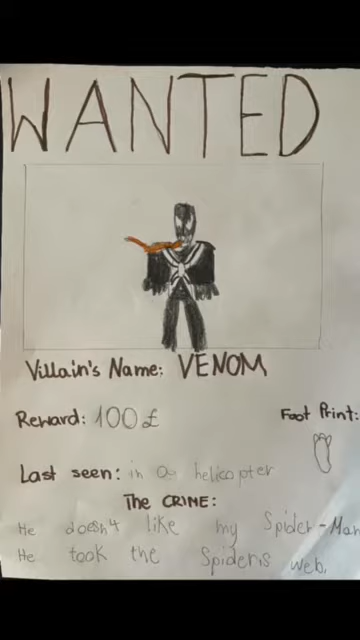 WANTED
Villain's Name: VENOM
Reward: 100 £
Foot Print:
Last seen: in a helicopter
The CRIME:
He doesn't like my Spider-Man
He took the Spideris web.